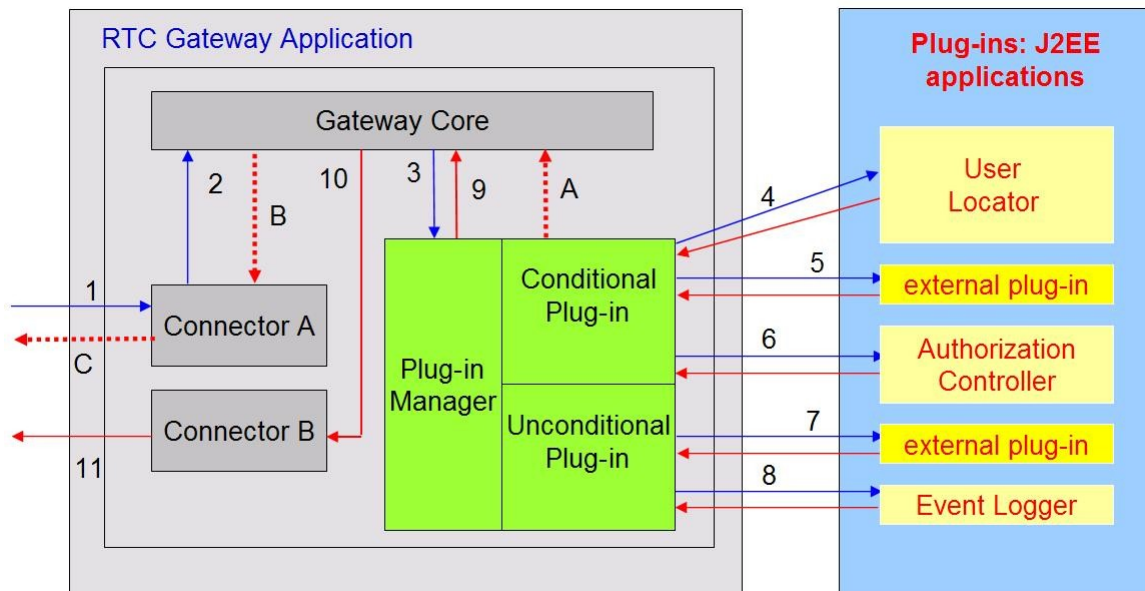 RTC Gateway Application
Gateway Core
2
B
10
3
9
A
1
Connector A
C
Connector B
11
Plug-in
Manager
Conditional
Plug-in
Unconditional
Plug-in
4
5
6
7
8
Plug-ins: J2EE
applications
User
Locator
external plug-in
Authorization
Controller
external plug-in
Event Logger